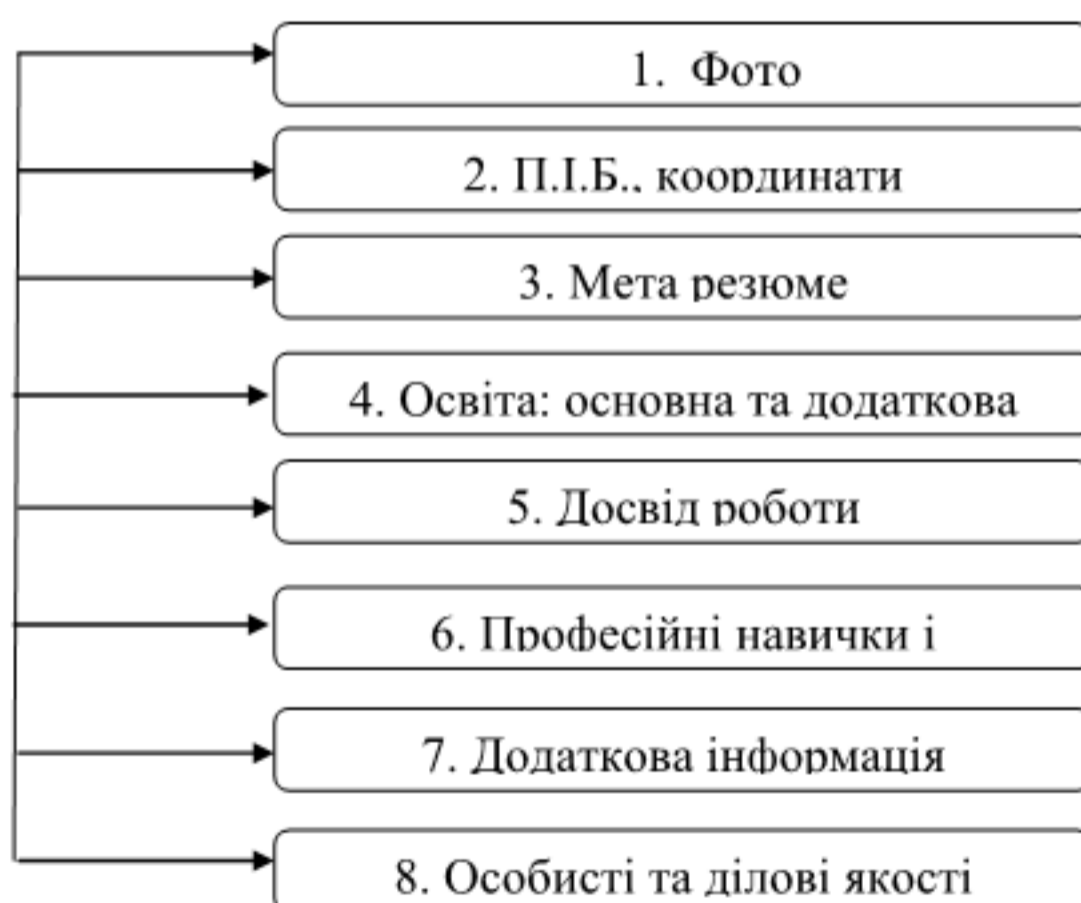 1. Фото
2. П.І.Б., координати
3. Мета резюме
4. Освіта: основна та додаткова
5. Досвід роботи
6. Професійні навички і
7. Додаткова інформація
8. Особисті та ділові якості